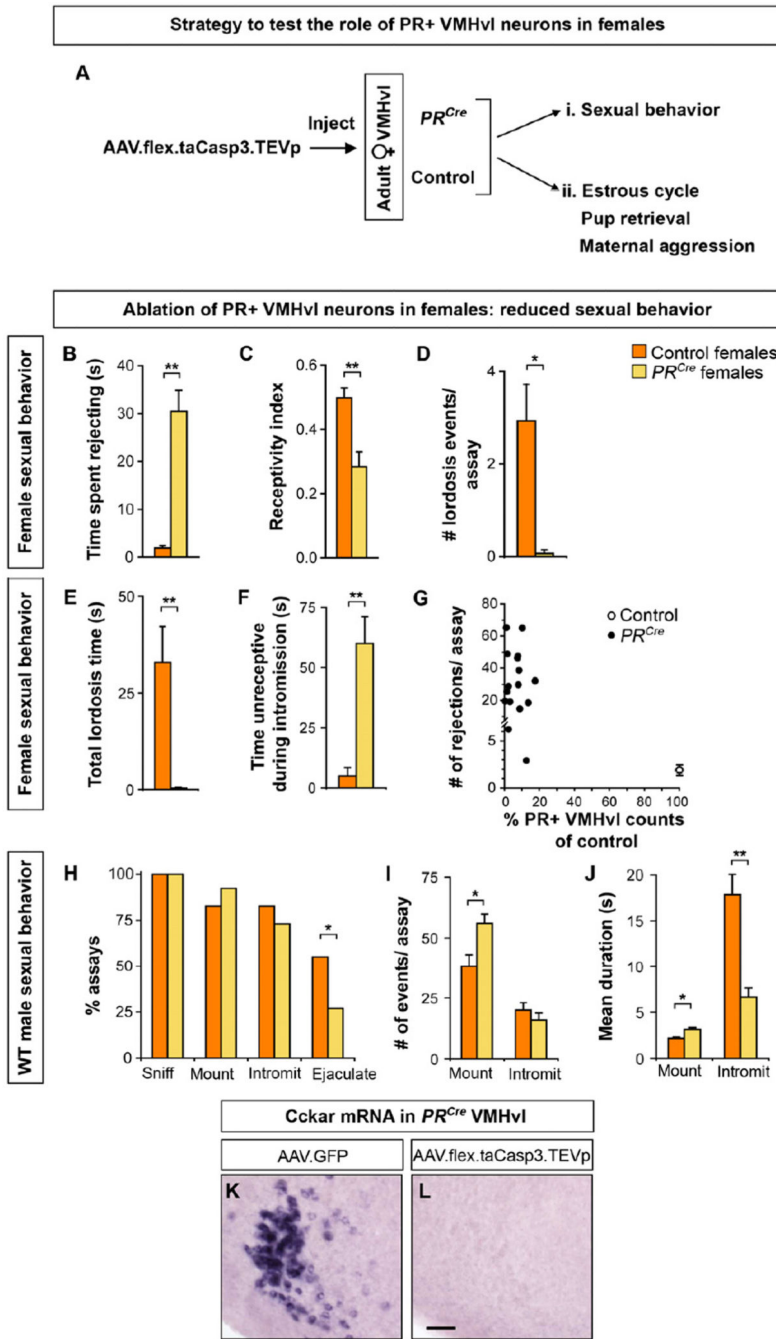 Strategy to test the role of PR+ VMHvl neurons in females
A
AAV.flex.taCasp3.TEVp
Inject
Adult ♀ VMHvl
PRCre
Control
i. Sexual behavior
ii. Estrous cycle
Pup retrieval
Maternal aggression
Ablation of PR+ VMHvl neurons in females: reduced sexual behavior
Female sexual behavior
B
Time spent rejecting (s)
40
30
20
10
0
**
C
Receptivity index
0.6
0.4
0.2
0.0
**
D
# lordosis events/
assay
4
2
0
*
Control females
PRCre females
Female sexual behavior
E
Total lordosis time (s)
50
25
0
**
F
Time unreceptive
during intromission (s)
75
50
25
0
**
G
# of rejections/ assay
80
60
40
20
5
2
0
0 20 40 60 80 100
% PR+ VMHvl counts
of control
Control
PRCre
WT male sexual behavior
H
% assays
100
75
50
25
0
*
Sniff Mount Intromit Ejaculate
I
# of events/ assay
75
50
25
0
*
Mount Intromit
J
Mean duration (s)
20
15
10
5
0
*
**
Mount Intromit
Cckar mRNA in PRCre VMHvl
AAV.GFP
AAV.flex.taCasp3.TEVp
K
L